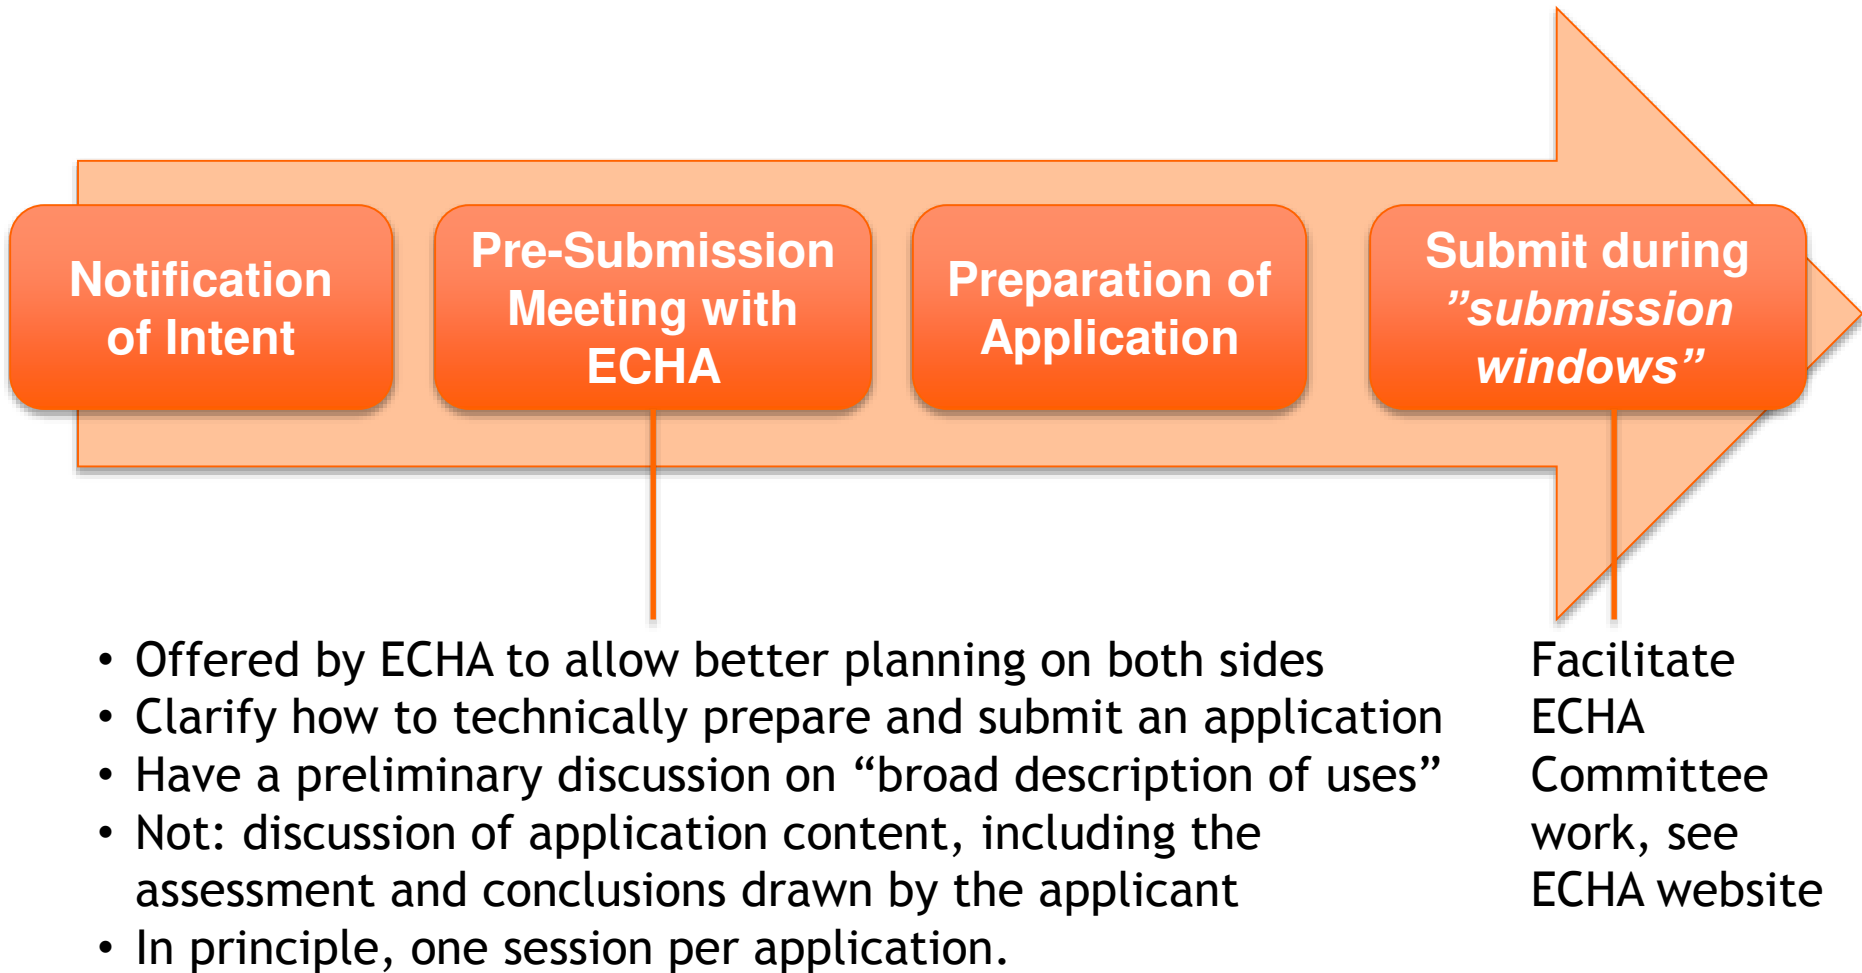 Notification
of Intent
Pre-Submission
Meeting with
ECHA
Preparation of
Application
Submit during
”submission
windows”
• Offered by ECHA to allow better planning on both sides
• Clarify how to technically prepare and submit an application
• Have a preliminary discussion on “broad description of uses”
• Not: discussion of application content, including the
assessment and conclusions drawn by the applicant
• In principle, one session per application.
Facilitate
ECHA
Committee
work, see
ECHA website